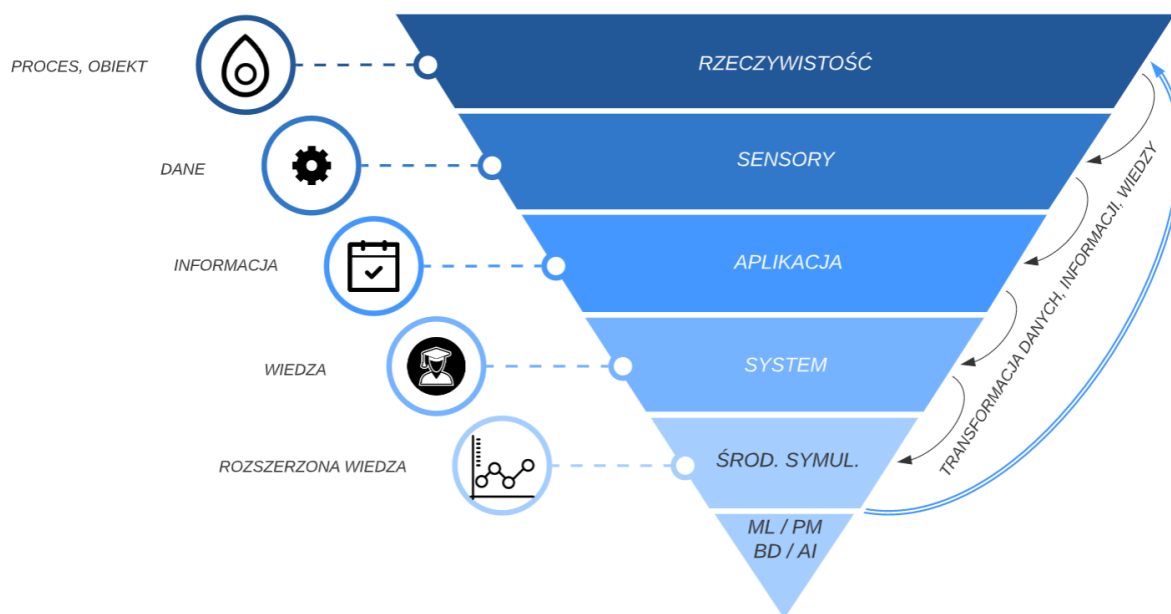 PROCES, OBIEKT
RZECZYWISTOŚĆ
DANE
SENSORY
INFORMACJA
APLIKACJA
WIEDZA
SYSTEM
ROZSZERZONA WIEDZA
ŚROD. SYMUL.
ML / PM
BD / AI
TRANSFORMACJA DANYCH, INFORMACJI, WIEDZY